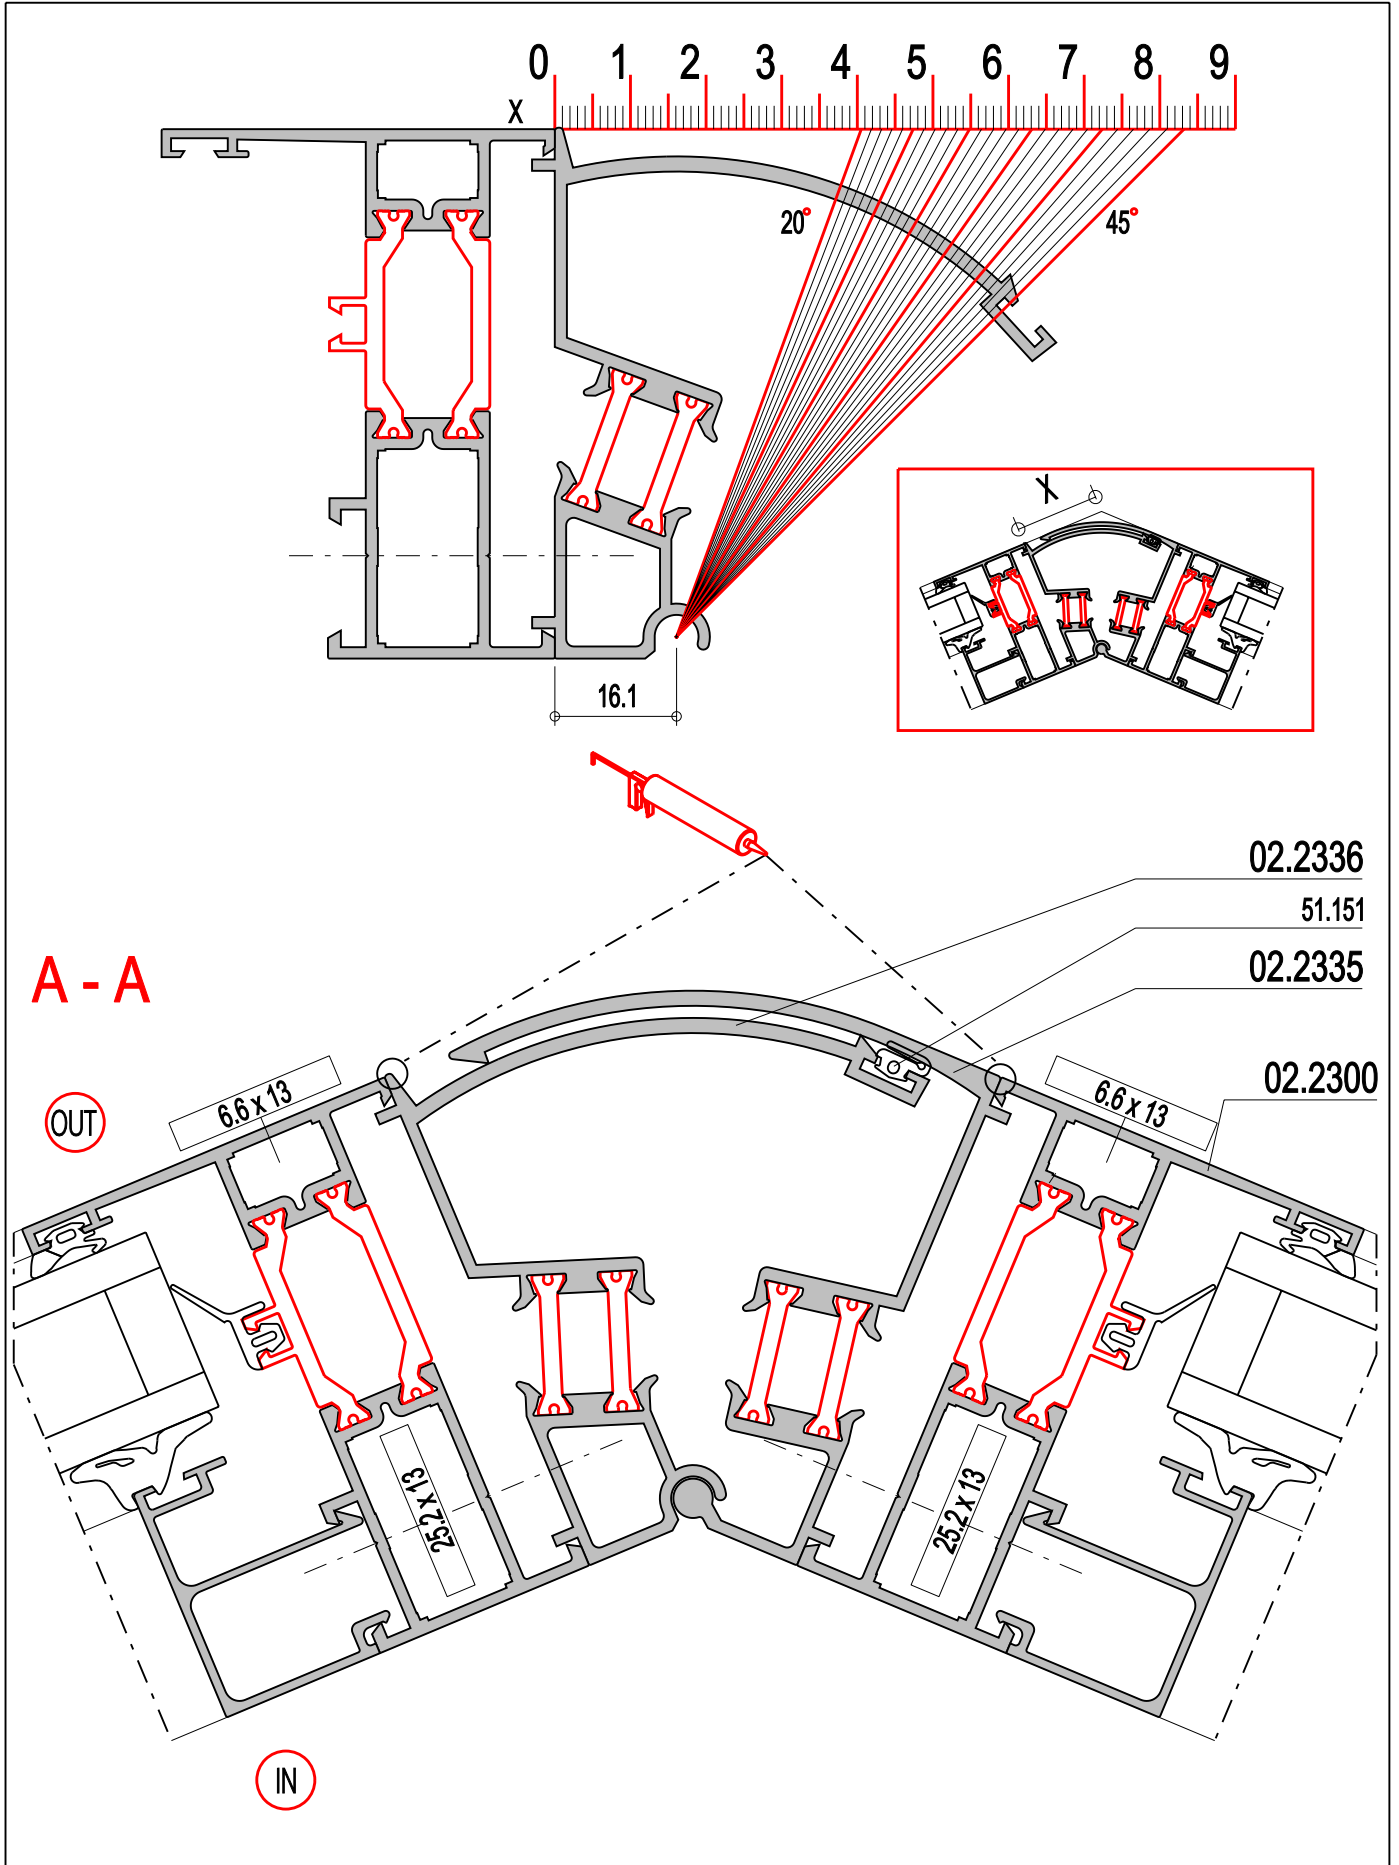 0 1 2 3 4 5 6 7 8 9
X
20° 45°
X
16.1
02.2336
51.151
A - A
02.2335
6.6 x 13 6.6 x 13 02.2300
OUT
25.2 x 13 25.2 x 13
IN